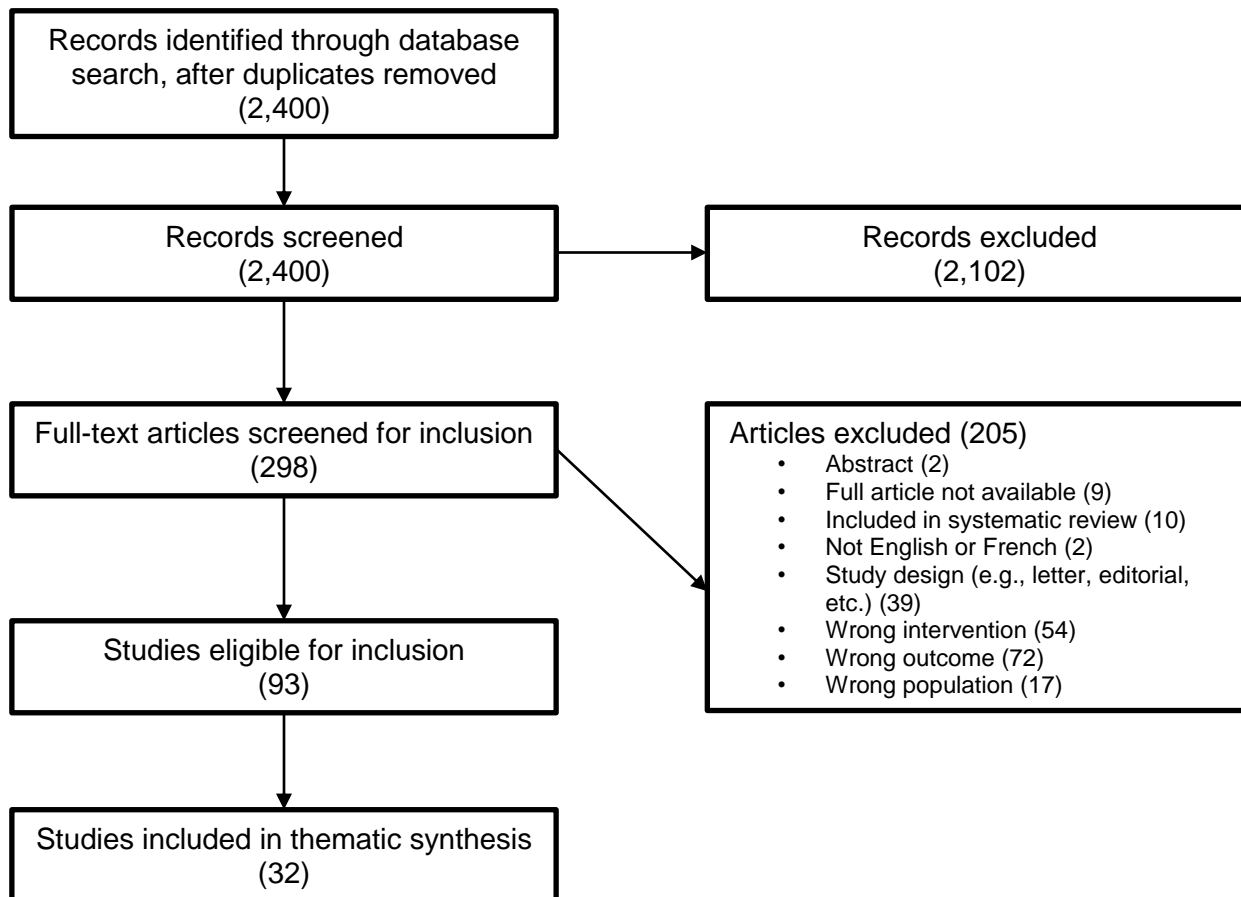 Records identified through database
search, after duplicates removed
(2,400)
Records screened
(2,400)
Records excluded
(2,102)
Full-text articles screened for inclusion
(298)
Articles excluded (205)
• Abstract (2)
• Full article not available (9)
• Included in systematic review (10)
• Not English or French (2)
• Study design (e.g., letter, editorial,
etc.) (39)
• Wrong intervention (54)
• Wrong outcome (72)
• Wrong population (17)
Studies eligible for inclusion
(93)
Studies included in thematic synthesis
(32)